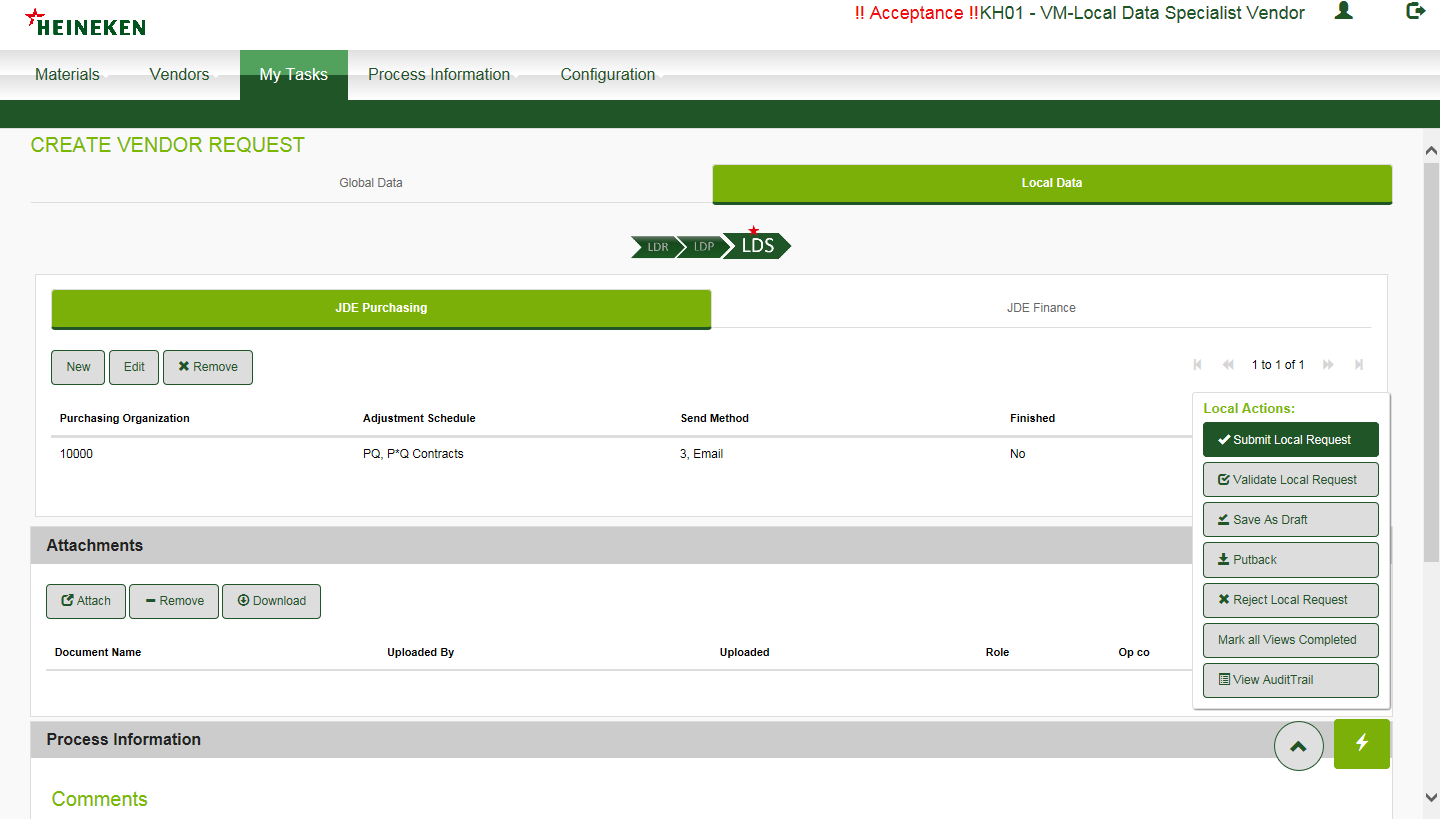 HEINEKEN
!! Acceptance !!KH01 - VM-Local Data Specialist Vendor
Materials Vendors My Tasks Process Information Configuration
CREATE VENDOR REQUEST
Global Data Local Data
LDR LDP LDS
JDE Purchasing JDE Finance
New Edit Remove 1 to 1 of 1
Purchasing Organization Adjustment Schedule Send Method Finished
10000 PQ, P*Q Contracts 3, Email No
Local Actions:
Submit Local Request
Validate Local Request
Save As Draft
Putback
Reject Local Request
Mark all Views Completed
View AuditTrail
Attachments
Attach Remove Download
Document Name Uploaded By Uploaded Role Op co
Process Information
Comments